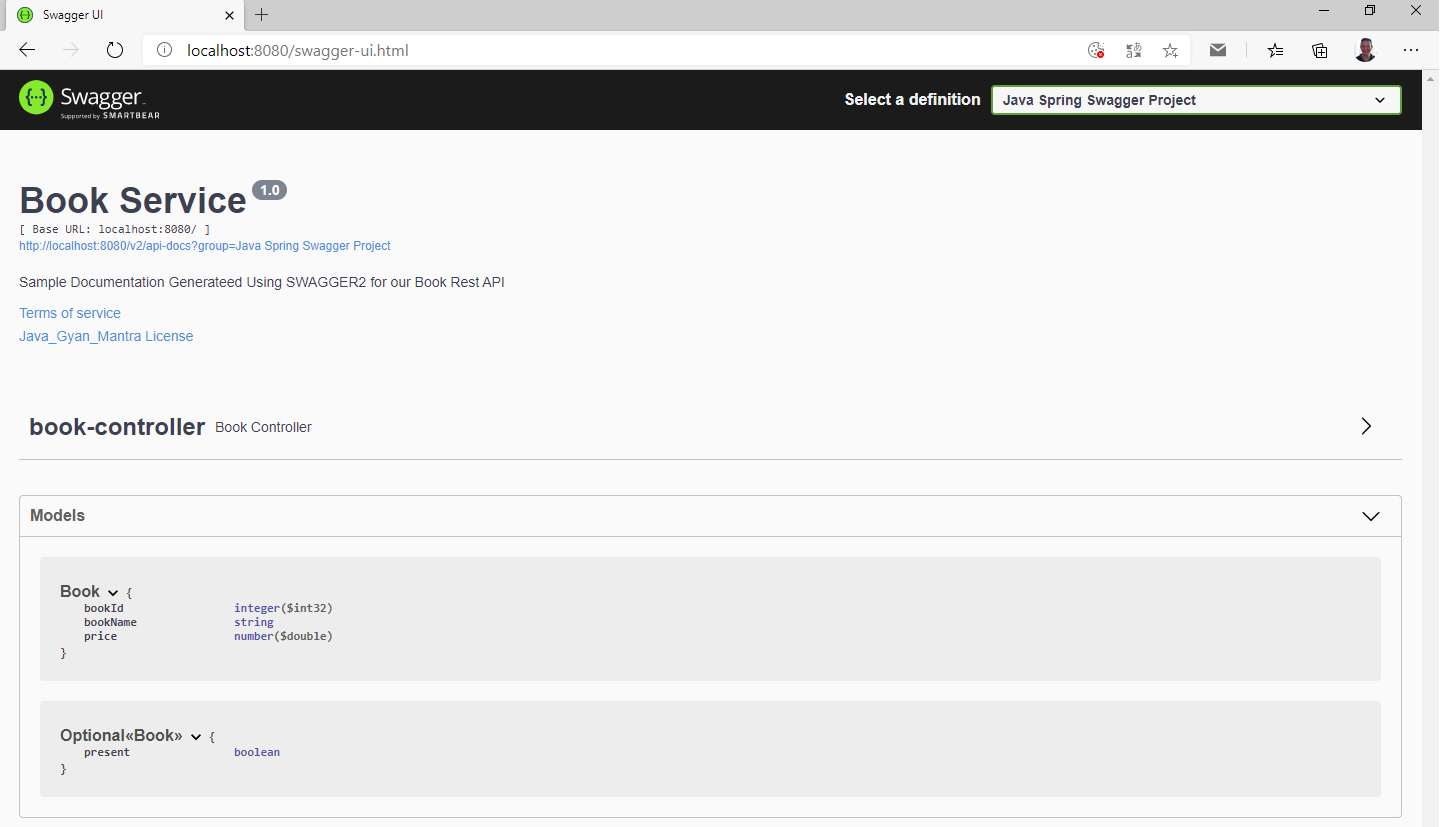 Swagger UI
localhost:8080/swagger-ui.html
Swagger
Supported by SMARTBEAR
Select a definition
Java Spring Swagger Project
Book Service 1.0
[ Base URL: localhost:8080/ ]
http://localhost:8080/v2/api-docs?group=Java Spring Swagger Project
Sample Documentation Generateed Using SWAGGER2 for our Book Rest API
Terms of service
Java_Gyan_Mantra License
book-controller Book Controller
Models
Book {
bookId integer($int32)
bookName string
price number($double)
}
Optional«Book» {
present boolean
}